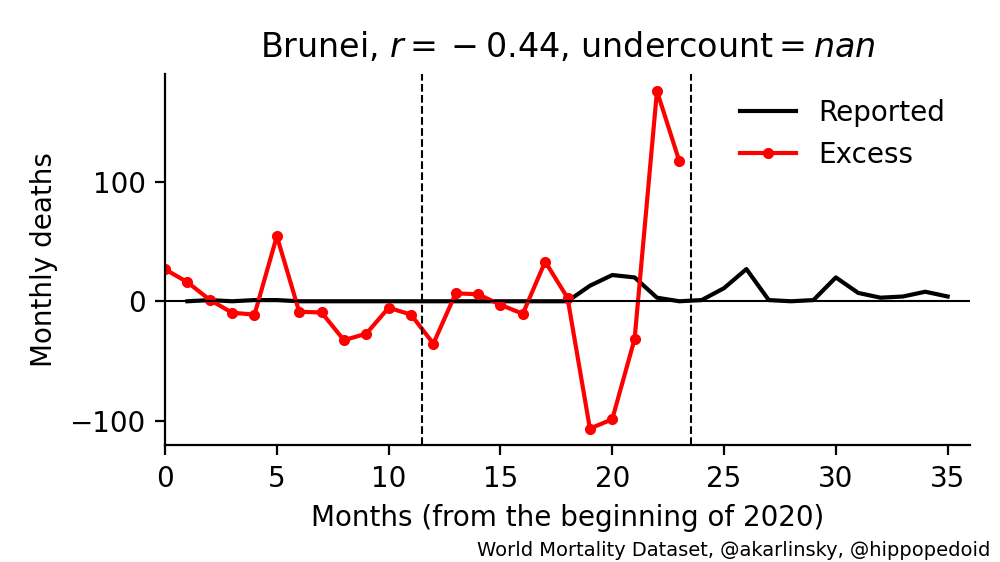 Brunei, r = −0.44, undercount = nan
Reported
Excess
Monthly deaths
100
0
−100
0 5 10 15 20 25 30 35
Months (from the beginning of 2020)
World Mortality Dataset, @akarlinsky, @hippopedoid